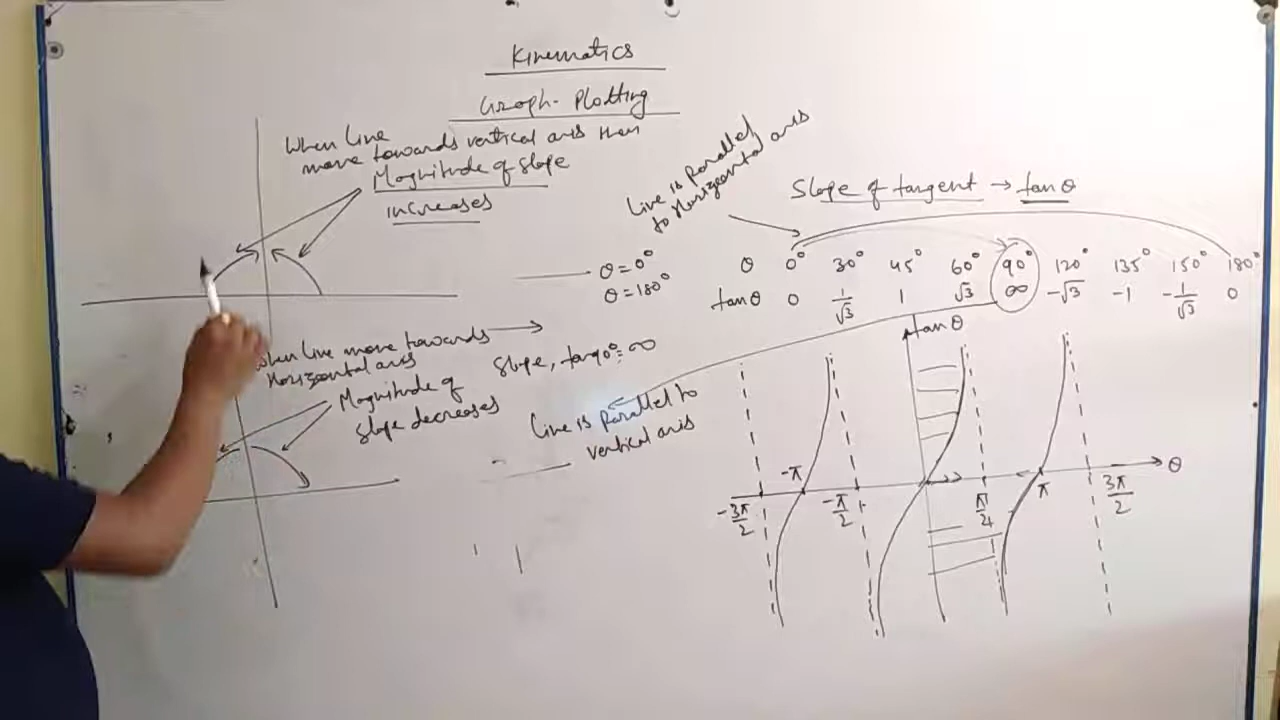 Kinematics
Graph-Plotting
When line
move towards vertical axis then
Magnitude of slope
increases
Line is Parallel
to Horizontal axis
Slope of tangent → tan θ
θ 0° 30° 45° 60° 90° 120° 135° 150° 180°
tan θ 0 1/√3 1 √3 ∞ -√3 -1 -1/√3 0
θ = 0°
θ = 180°
When line move towards
Horizontal axis
Magnitude of
slope decreases
Slope, tan90° = ∞
Line is Parallel to
vertical axis
tan θ
θ
-3π/2 -π -π/2 π/4 π 3π/2